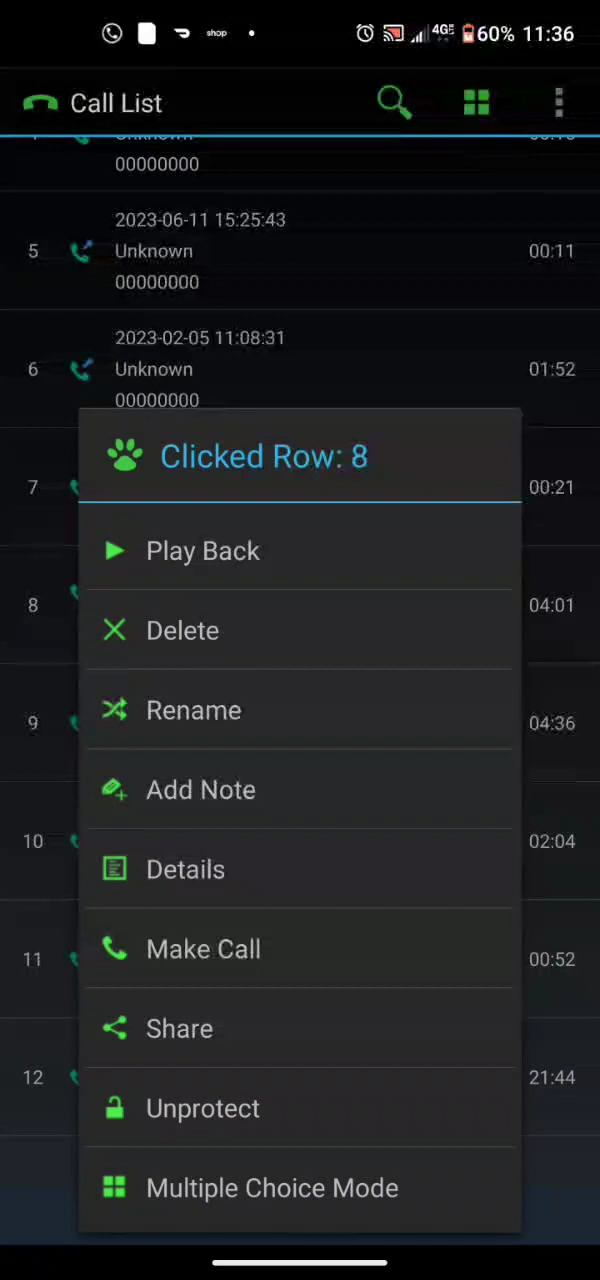 shop
4GE
60% 11:36
Call List
00000000
2023-06-11 15:25:43
5 Unknown 00:11
00000000
2023-02-05 11:08:31
6 Unknown 01:52
00000000
Clicked Row: 8
7 00:21
Play Back
8 04:01
Delete
Rename
9 04:36
Add Note
10 02:04
Details
Make Call
11 00:52
Share
12 21:44
Unprotect
Multiple Choice Mode